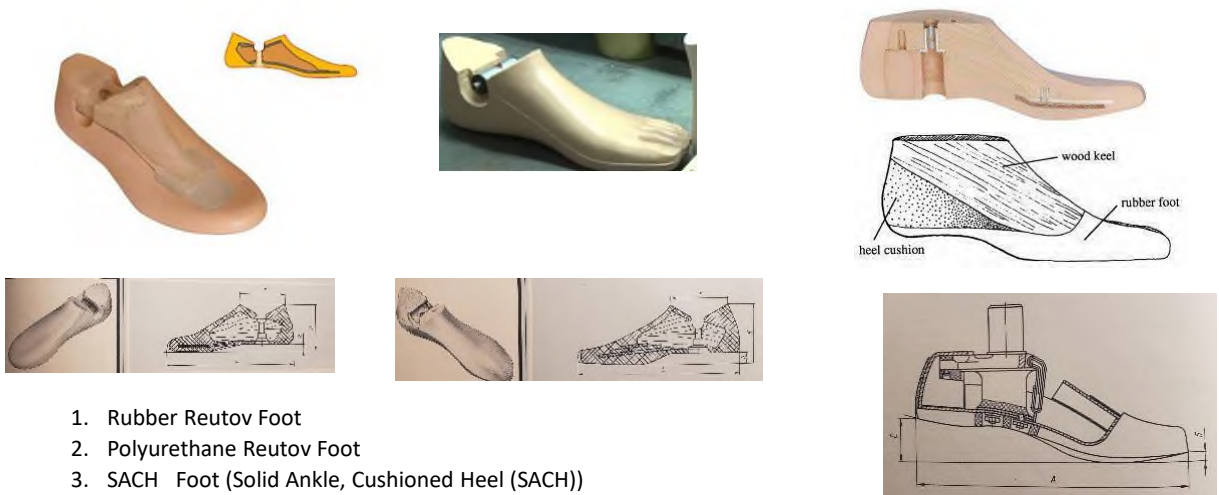 wood keel
rubber foot
heel cushion
1. Rubber Reutov Foot
2. Polyurethane Reutov Foot
3. SACH Foot (Solid Ankle, Cushioned Heel (SACH))
A